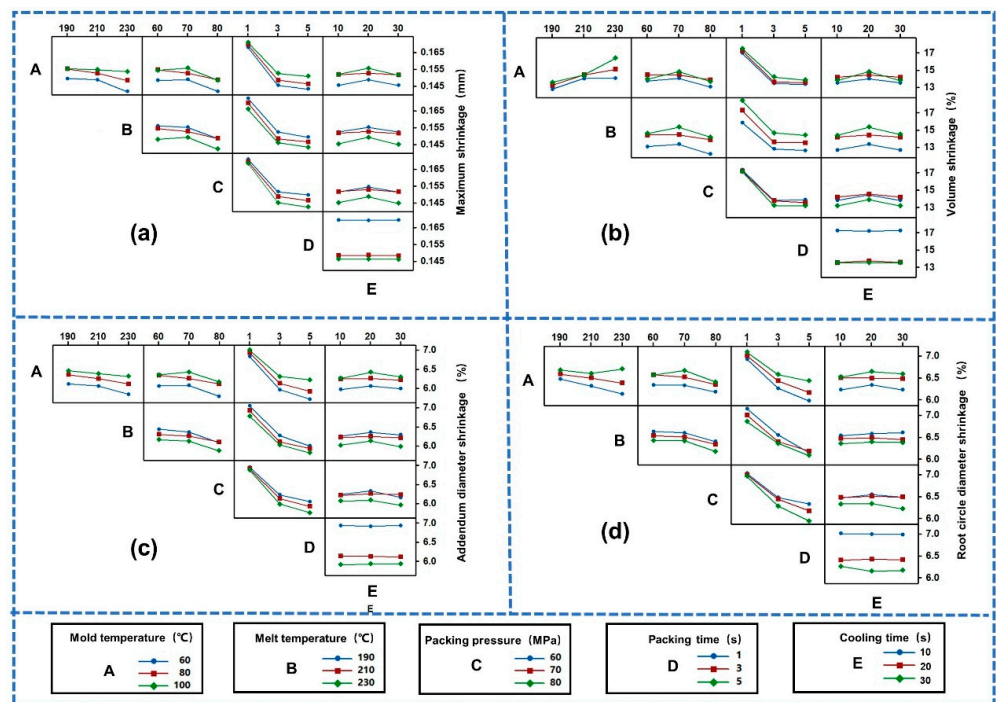 190 210 230 60 70 80 1 3 5 10 20 30
A
0.165
0.155
0.145
B
0.165
0.155
0.145
C
0.165
0.155
0.145
D
0.165
0.155
0.145
E
Maximum shrinkage (mm)
(a)
190 210 230 60 70 80 1 3 5 10 20 30
A
17
15
13
B
17
15
13
C
17
15
13
D
17
15
13
E
Volume shrinkage (%)
(b)
190 210 230 60 70 80 1 3 5 10 20 30
A
7.0
6.5
6.0
B
7.0
6.5
6.0
C
7.0
6.5
6.0
D
7.0
6.5
6.0
E
E
Addendum diameter shrinkage (%)
(c)
190 210 230 60 70 80 1 3 5 10 20 30
A
7.0
6.5
6.0
B
7.0
6.5
6.0
C
7.0
6.5
6.0
D
7.0
6.5
6.0
E
Root circle diameter shrinkage (%)
(d)
Mold temperature (℃)
A
60
80
100
Melt temperature (℃)
B
190
210
230
Packing pressure (MPa)
C
60
70
80
Packing time (s)
D
1
3
5
Cooling time (s)
E
10
20
30